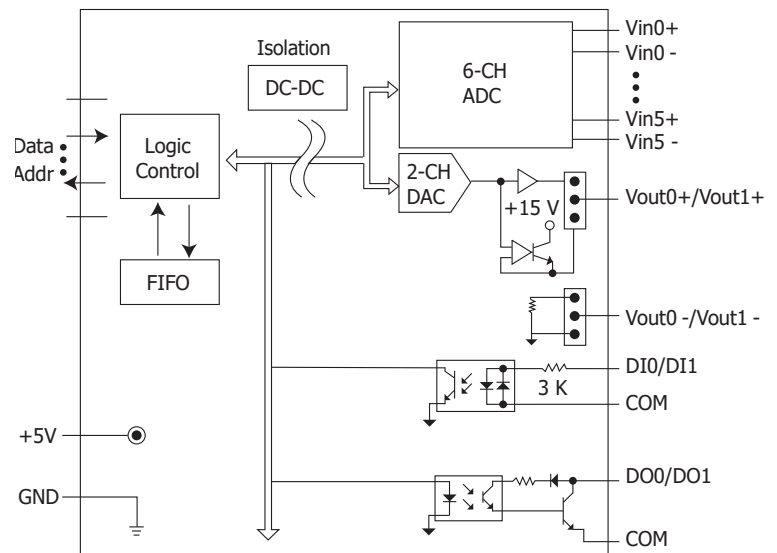 Isolation
DC-DC
6-CH
ADC
Vin0+
Vin0 -
Vin5+
Vin5 -
Data
Addr
Logic
Control
FIFO
2-CH
DAC
+15 V
Vout0+/Vout1+
Vout0 -/Vout1 -
DI0/DI1
3 K
COM
+5V
GND
DO0/DO1
COM